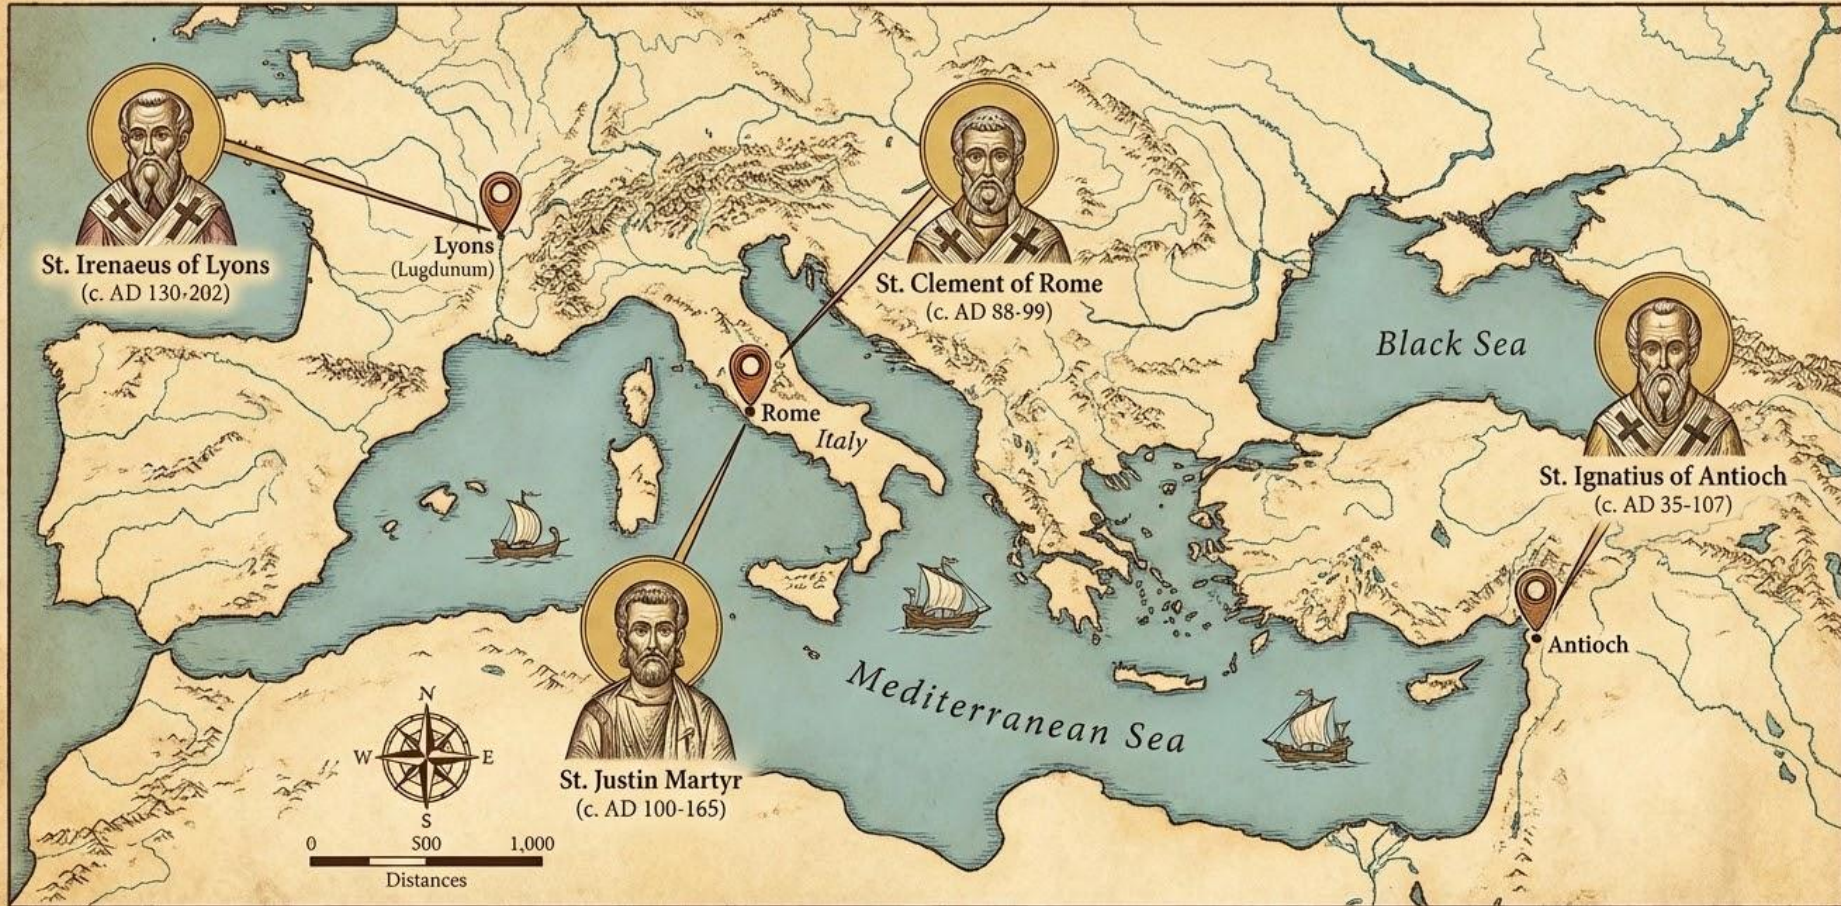 St. Irenaeus of Lyons
(c. AD 130-202)
Lyons
(Lugdunum)
St. Clement of Rome
(c. AD 88-99)
Black Sea
Rome
Italy
St. Ignatius of Antioch
(c. AD 35-107)
Antioch
Mediterranean Sea
St. Justin Martyr
(c. AD 100-165)
N
W
E
S
0 500 1,000
Distances